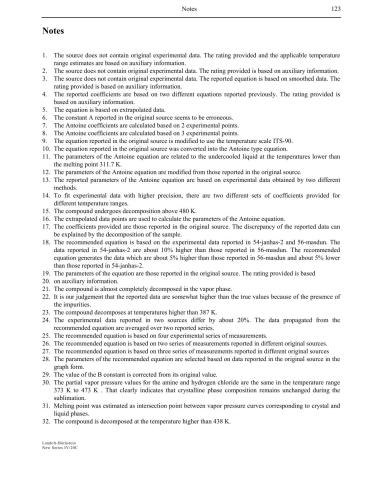 Notes 123
Notes
1. The source does not contain original experimental data. The rating provided and the applicable temperature
range estimates are based on auxiliary information.
2. The source does not contain original experimental data. The rating provided is based on auxiliary information.
3. The source does not contain original experimental data. The reported equation is based on smoothed data. The
rating provided is based on auxiliary information.
4. The reported coefficients are based on two different equations reported previously. The rating provided is
based on auxiliary information.
5. The equation is based on extrapolated data.
6. The constant A reported in the original source seems to be erroneous.
7. The Antoine coefficients are calculated based on 2 experimental points.
8. The Antoine coefficients are calculated based on 3 experimental points.
9. The equation reported in the original source is modified to use the temperature scale ITS-90.
10. The equation reported in the original source was converted into the Antoine type equation.
11. The parameters of the Antoine equation are related to the undercooled liquid at the temperatures lower than
the melting point 311.7 K.
12. The parameters of the Antoine equation are modified from those reported in the original source.
13. The reported parameters of the Antoine equation are based on experimental data obtained by two different
methods.
14. To fit experimental data with higher precision, there are two different sets of coefficients provided for
different temperature ranges.
15. The compound undergoes decomposition above 480 K.
16. The extrapolated data points are used to calculate the parameters of the Antoine equation.
17. The coefficients provided are those reported in the original source. The discrepancy of the reported data can
be explained by the decomposition of the sample.
18. The recommended equation is based on the experimental data reported in 54-janhas-2 and 56-masdun. The
data reported in 54-janhas-2 are about 10% higher than those reported in 56-masdun. The recommended
equation generates the data which are about 5% higher than those reported in 56-masdun and about 5% lower
than those reported in 54-janhas-2.
19. The parameters of the equation are those reported in the original source. The rating provided is based
20. on auxiliary information.
21. The compound is almost completely decomposed in the vapor phase.
22. It is our judgement that the reported data are somewhat higher than the true values because of the presence of
the impurities.
23. The compound decomposes at temperatures higher than 387 K.
24. The experimental data reported in two sources differ by about 20%. The data propagated from the
recommended equation are averaged over two reported series.
25. The recommended equation is based on four experimental series of measurements.
26. The recommended equation is based on two series of measurements reported in different original sources.
27. The recommended equation is based on three series of measurements reported in different original sources
28. The parameters of the recommended equation are selected based on data reported in the original source in the
graph form.
29. The value of the B constant is corrected from its original value.
30. The partial vapor pressure values for the amine and hydrogen chloride are the same in the temperature range
373 K to 473 K . That clearly indicates that crystalline phase composition remains unchanged during the
sublimation.
31. Melting point was estimated as intersection point between vapor pressure curves corresponding to crystal and
liquid phases.
32. The compound is decomposed at the temperature higher than 438 K.
Landolt-Börnstein
New Series IV/20C